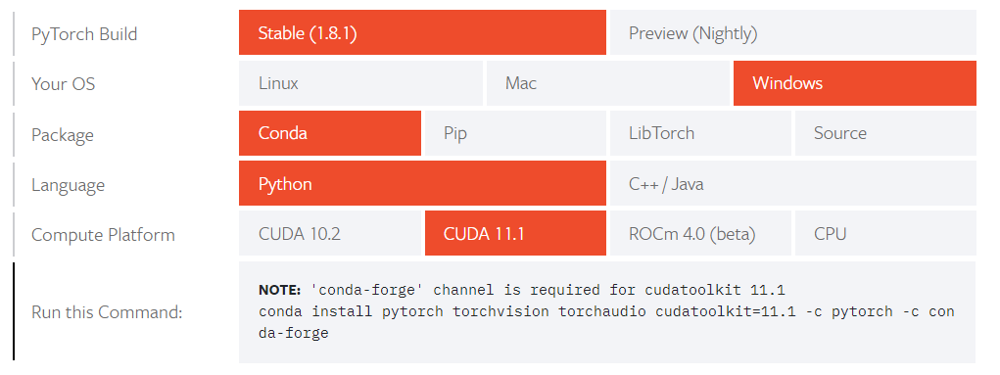 PyTorch Build Stable (1.8.1) Preview (Nightly)
Your OS Linux Mac Windows
Package Conda Pip LibTorch Source
Language Python C++ / Java
Compute Platform CUDA 10.2 CUDA 11.1 ROCm 4.0 (beta) CPU
Run this Command:
NOTE: 'conda-forge' channel is required for cudatoolkit 11.1
conda install pytorch torchvision torchaudio cudatoolkit=11.1 -c pytorch -c con
da-forge